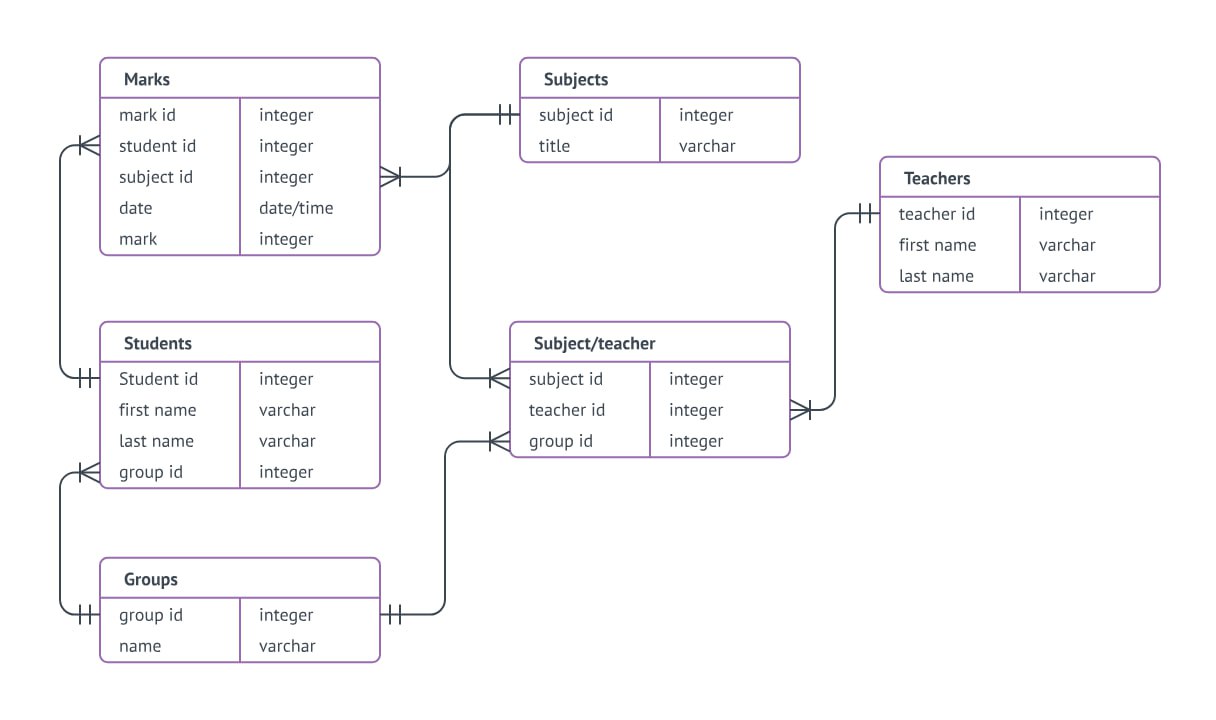 Marks
mark id integer
student id integer
subject id integer
date date/time
mark integer
Subjects
subject id integer
title varchar
Teachers
teacher id integer
first name varchar
last name varchar
Students
Student id integer
first name varchar
last name varchar
group id integer
Subject/teacher
subject id integer
teacher id integer
group id integer
Groups
group id integer
name varchar